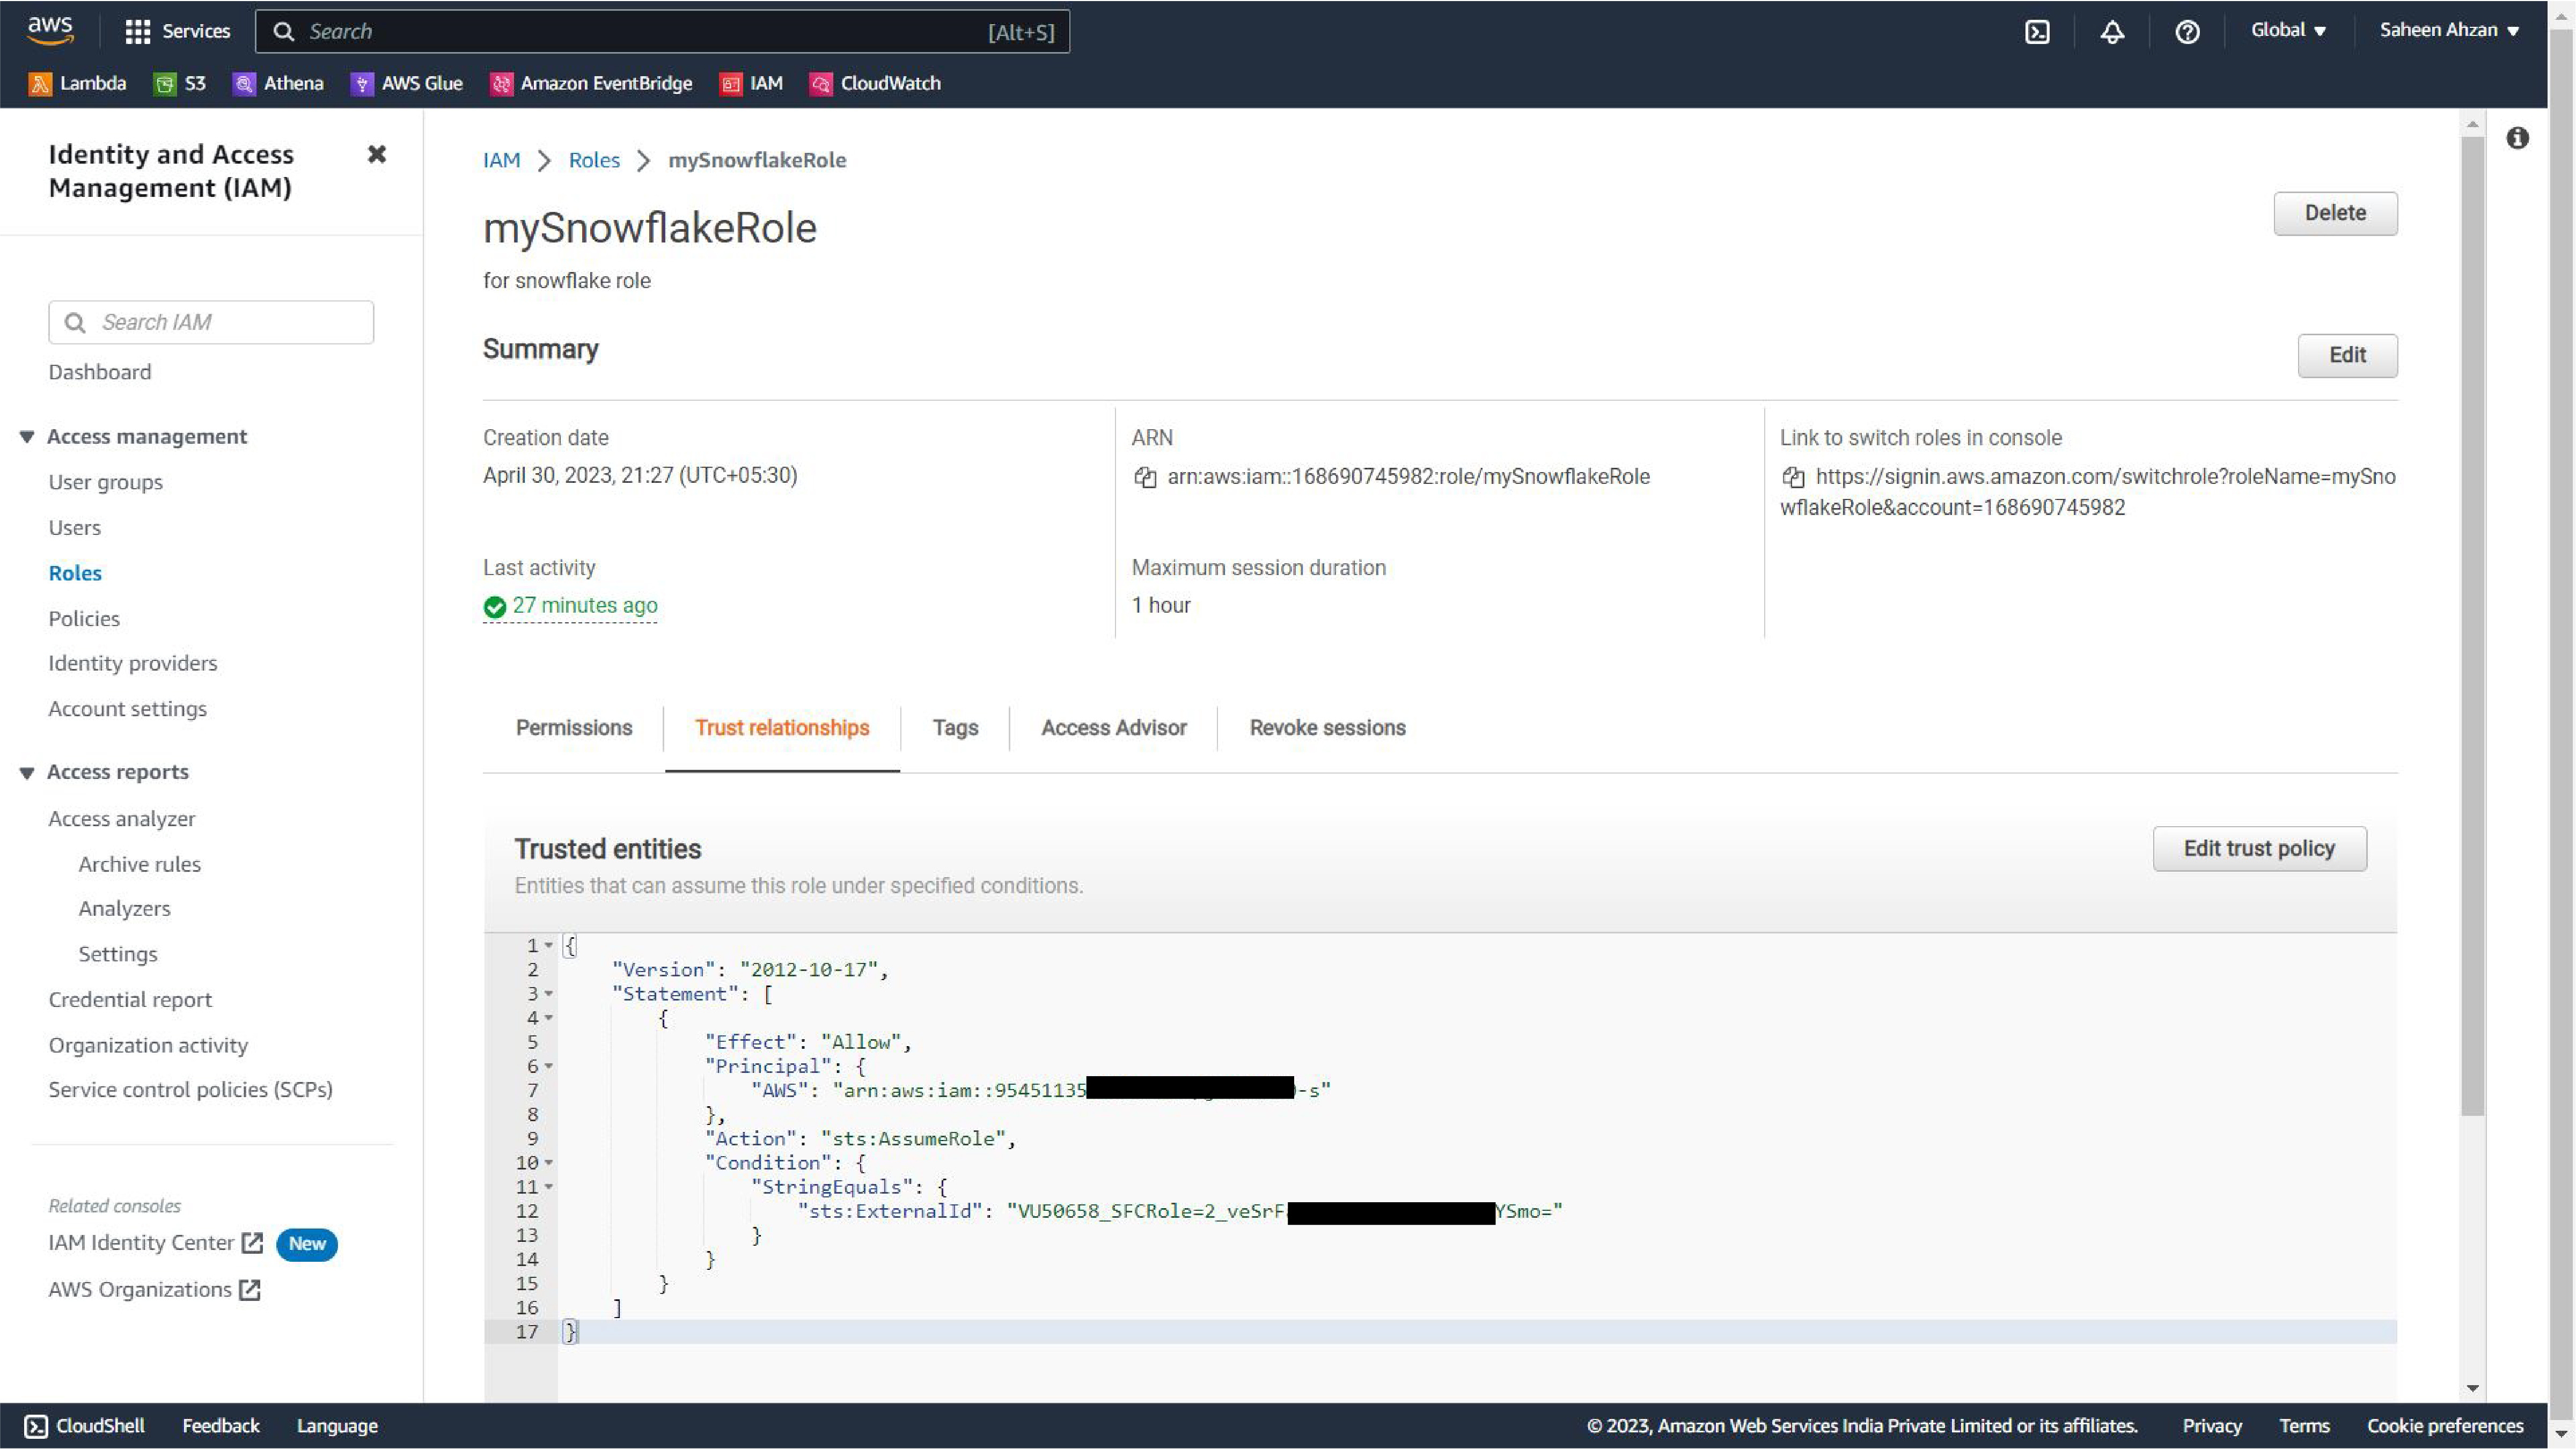 aws Services Search [Alt+S] Global Saheen Ahzan
Lambda S3 Athena AWS Glue Amazon EventBridge IAM CloudWatch
Identity and Access
Management (IAM)
Search IAM
Dashboard
Access management
User groups
Users
Roles
Policies
Identity providers
Account settings
Access reports
Access analyzer
Archive rules
Analyzers
Settings
Credential report
Organization activity
Service control policies (SCPs)
Related consoles
IAM Identity Center New
AWS Organizations
IAM > Roles > mySnowflakeRole
mySnowflakeRole
Delete
for snowflake role
Summary
Edit
Creation date
April 30, 2023, 21:27 (UTC+05:30)
ARN
arn:aws:iam::168690745982:role/mySnowflakeRole
Link to switch roles in console
https://signin.aws.amazon.com/switchrole?roleName=mySno
wflakeRole&account=168690745982
Last activity
27 minutes ago
Maximum session duration
1 hour
Permissions Trust relationships Tags Access Advisor Revoke sessions
Trusted entities
Edit trust policy
Entities that can assume this role under specified conditions.
1 {
2 "Version": "2012-10-17",
3 "Statement": [
4 {
5 "Effect": "Allow",
6 "Principal": {
7 "AWS": "arn:aws:iam::95451135 -s"
8 },
9 "Action": "sts:AssumeRole",
10 "Condition": {
11 "StringEquals": {
12 "sts:ExternalId": "VU50658_SFCRole=2_veSrF YSmo="
13 }
14 }
15 }
16 ]
17 }
CloudShell Feedback Language
© 2023, Amazon Web Services India Private Limited or its affiliates. Privacy Terms Cookie preferences